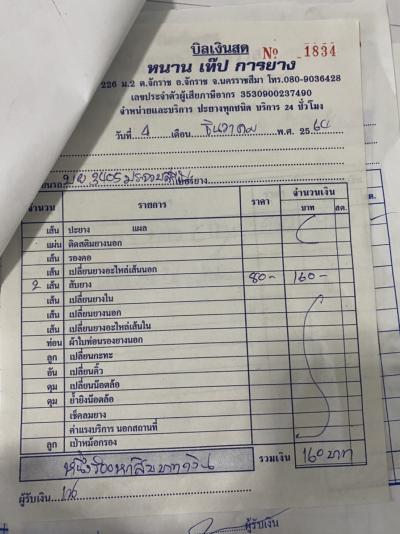 บิลเงินสด
No 1834
หนาน เท๊ป การยาง
226 ม.2 ต.จักราช อ.จักราช จ.นครราชสีมา โทร.080-9036428
เลขประจำตัวผู้เสียภาษีอากร 3530900237490
จำหน่ายและบริการ ปะยางทุกชนิด บริการ 24 ชั่วโมง
วันที่ 4 เดือน ธันวาคม พ.ศ. 2564
จำนวน รายการ ราคา จำนวนเงิน
บาท สต.
เส้น ปะยาง แผล
แผ่น ติดสติมยางนอก
เส้น รองคอ
เส้น เปลี่ยนยางอะไหล่เส้นนอก
2 เส้น สับยาง 80- 160-
เส้น เปลี่ยนยางใน
เส้น เปลี่ยนยางนอก
เส้น เปลี่ยนยางอะไหล่เส้นใน
ท่อน ผ้าใบท่อนรองยางนอก
ลูก เปลี่ยนกะทะ
อัน เปลี่ยนคิ้ว
ตุม เปลี่ยนน๊อตล้อ
ตุม ย้ำยิงน๊อตล้อ
เช็คลมยาง
ค่าแรงบริการ นอกสถานที่
ลูก เป่าหม้อกรอง
หนึ่งร้อยหกสิบบาทถ้วน รวมเงิน 160 บาท
ผู้รับเงิน
ผู้รับเงิน